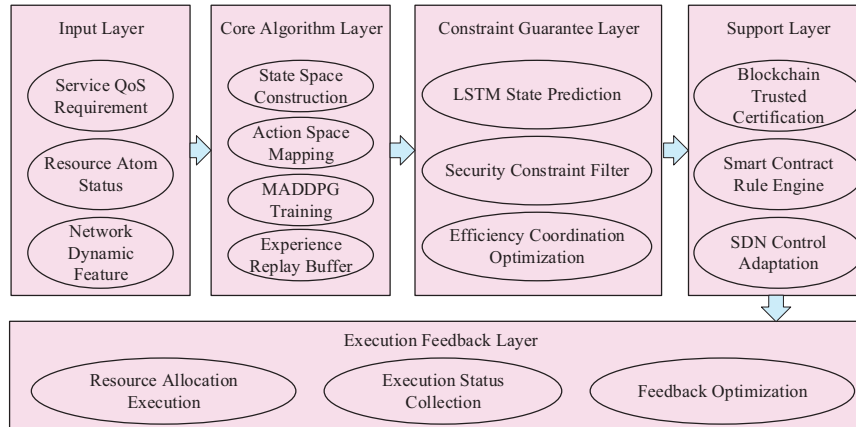 Input Layer
Service QoS
Requirement
Resource Atom
Status
Network
Dynamic
Feature
Core Algorithm Layer
State Space
Construction
Action Space
Mapping
MADDPG
Training
Experience
Replay Buffer
Constraint Guarantee Layer
LSTM State Prediction
Security Constraint Filter
Efficiency Coordination
Optimization
Support Layer
Blockchain
Trusted
Certification
Smart Contract
Rule Engine
SDN Control
Adaptation
Execution Feedback Layer
Resource Allocation
Execution
Execution Status
Collection
Feedback Optimization